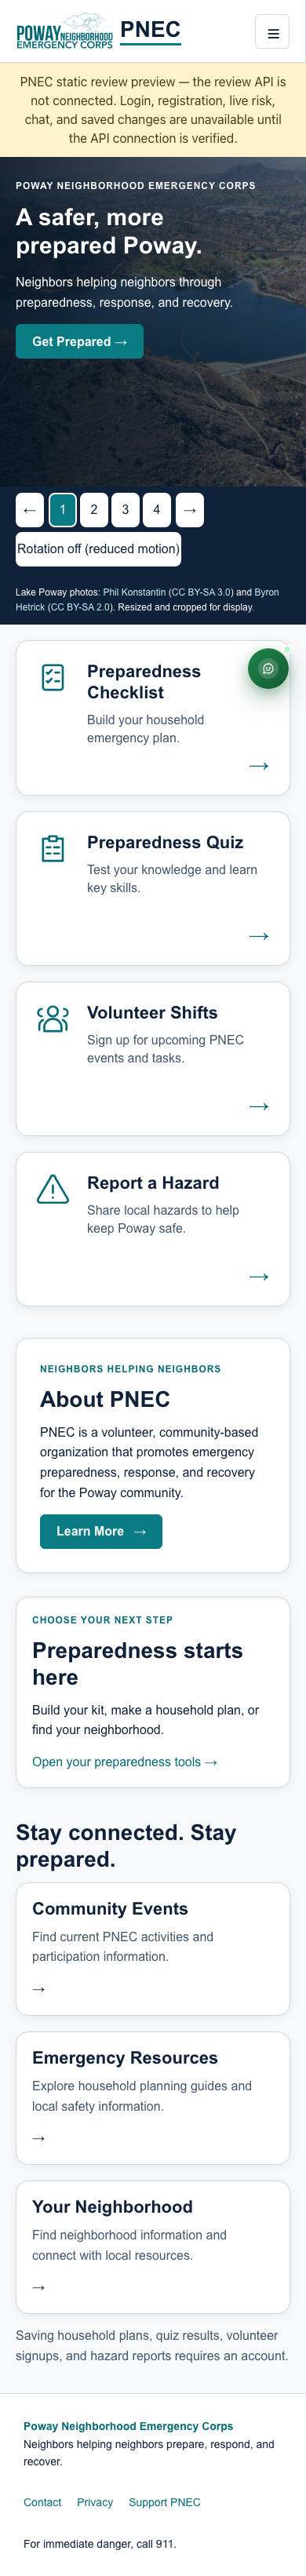 POWAY NEIGHBORHOOD
EMERGENCY CORPS
PNEC
PNEC static review preview — the review API is
not connected. Login, registration, live risk,
chat, and saved changes are unavailable until
the API connection is verified.
POWAY NEIGHBORHOOD EMERGENCY CORPS
A safer, more
prepared Poway.
Neighbors helping neighbors through
preparedness, response, and recovery.
Get Prepared →
← 1 2 3 4 →
Rotation off (reduced motion)
Lake Poway photos: Phil Konstantin (CC BY-SA 3.0) and Byron
Hetrick (CC BY-SA 2.0). Resized and cropped for display.
Preparedness
Checklist
Build your household
emergency plan.
→
Preparedness Quiz
Test your knowledge and learn
key skills.
→
Volunteer Shifts
Sign up for upcoming PNEC
events and tasks.
→
Report a Hazard
Share local hazards to help
keep Poway safe.
→
NEIGHBORS HELPING NEIGHBORS
About PNEC
PNEC is a volunteer, community-based
organization that promotes emergency
preparedness, response, and recovery
for the Poway community.
Learn More →
CHOOSE YOUR NEXT STEP
Preparedness starts
here
Build your kit, make a household plan, or
find your neighborhood.
Open your preparedness tools →
Stay connected. Stay
prepared.
Community Events
Find current PNEC activities and
participation information.
→
Emergency Resources
Explore household planning guides and
local safety information.
→
Your Neighborhood
Find neighborhood information and
connect with local resources.
→
Saving household plans, quiz results, volunteer
signups, and hazard reports requires an account.
Poway Neighborhood Emergency Corps
Neighbors helping neighbors prepare, respond, and
recover.
Contact Privacy Support PNEC
For immediate danger, call 911.